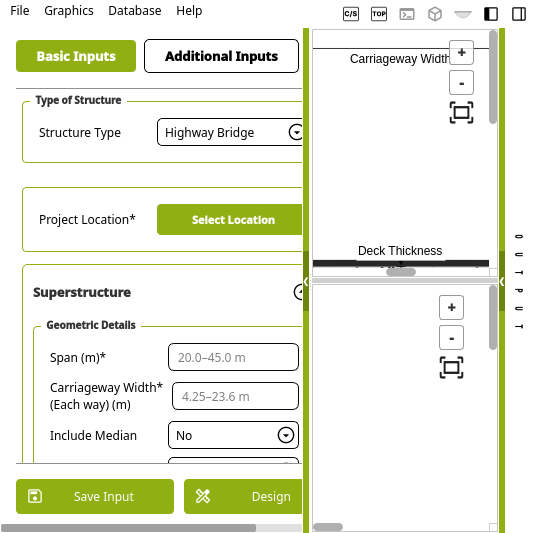 File Graphics Database Help
C/S TOP
Basic Inputs Additional Inputs
Type of Structure
Structure Type Highway Bridge
Project Location* Select Location
Superstructure
Geometric Details
Span (m)* 20.0–45.0 m
Carriageway Width*
(Each way) (m) 4.25–23.6 m
Include Median No
Save Input Design
Carriageway Width
+
-
Deck Thickness
+
-
OUTPUT